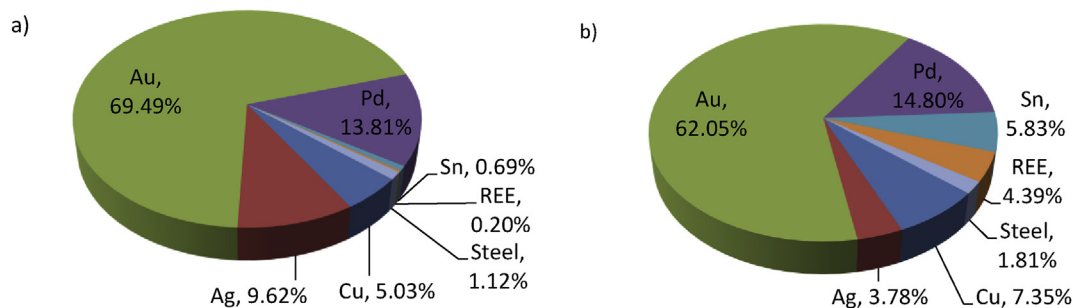 a)
Au,
69.49%
Pd,
13.81%
Sn, 0.69%
REE,
0.20%
Steel,
1.12%
Cu, 5.03%
Ag, 9.62%
b)
Au,
62.05%
Pd,
14.80%
Sn,
5.83%
REE,
4.39%
Steel,
1.81%
Cu, 7.35%
Ag, 3.78%